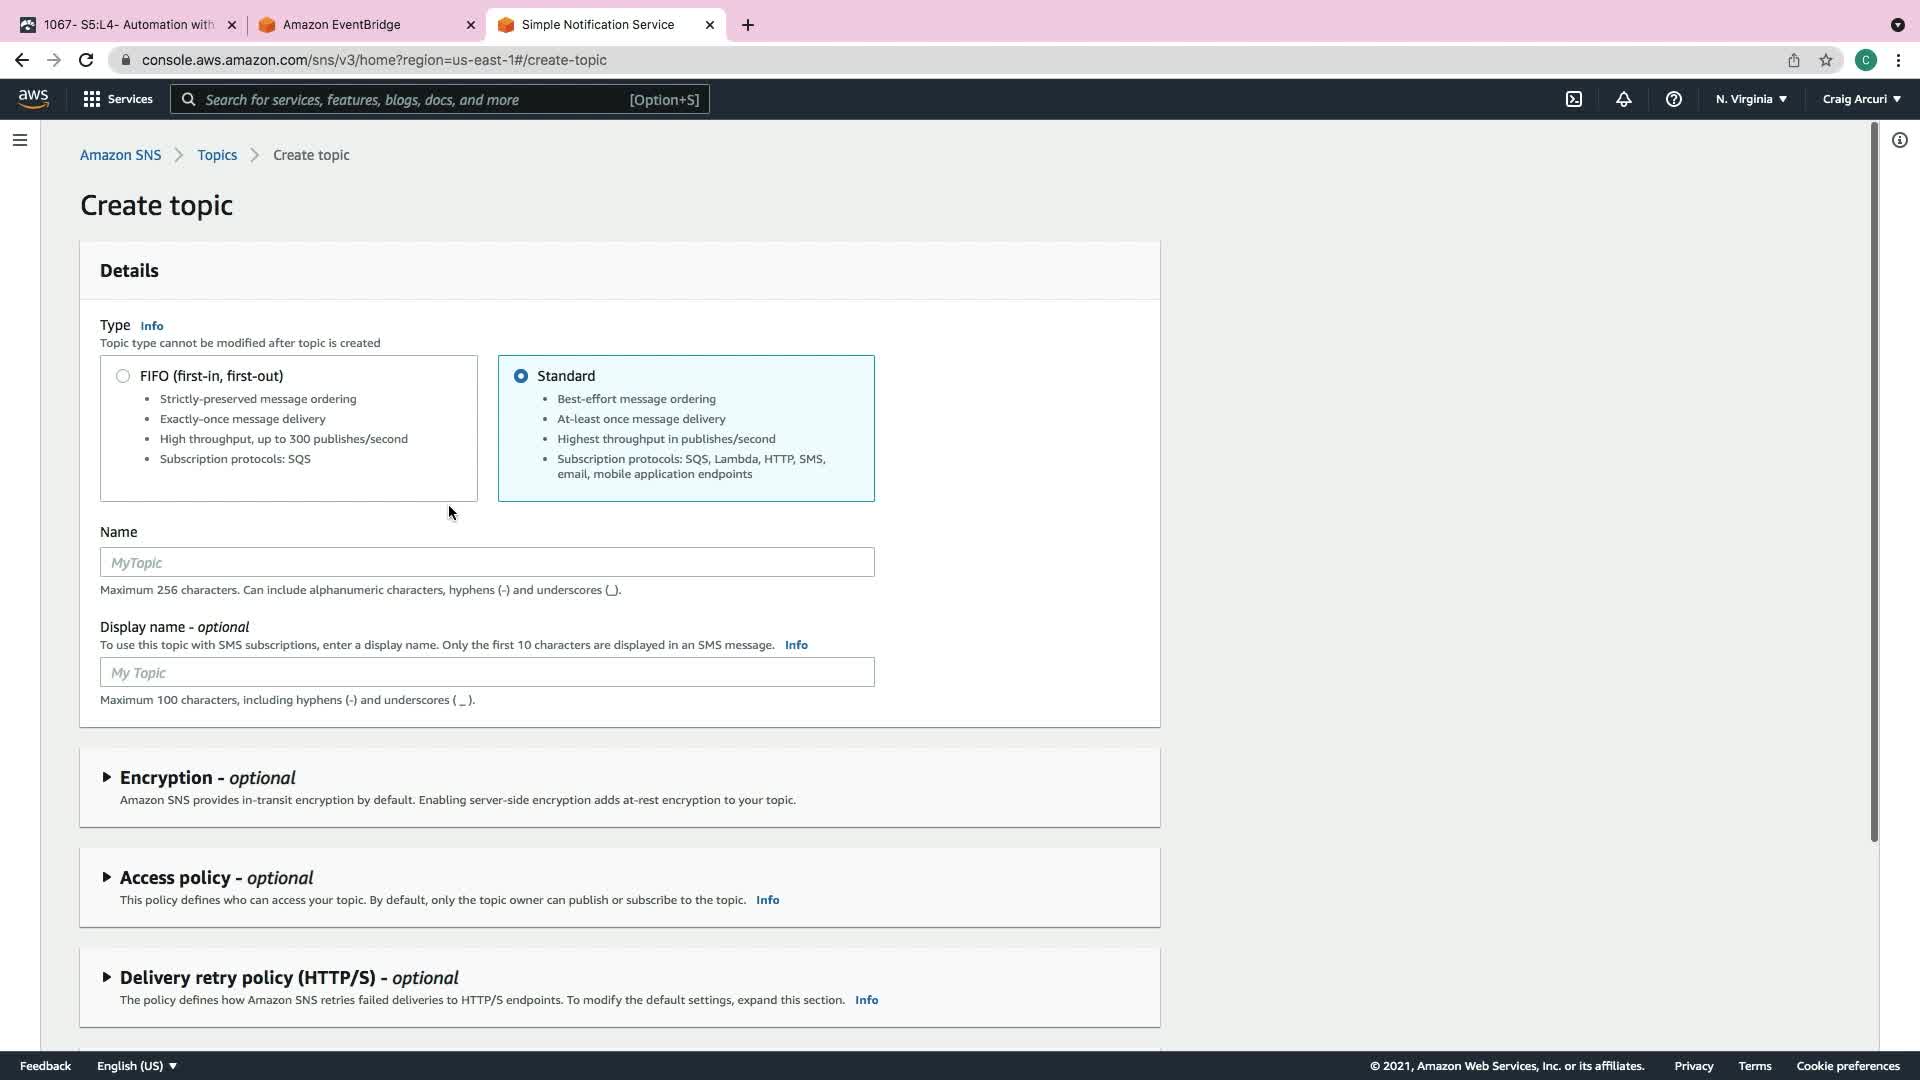 1067- S5:L4- Automation with
Amazon EventBridge
Simple Notification Service
console.aws.amazon.com/sns/v3/home?region=us-east-1#/create-topic
C
aws
Services
Search for services, features, blogs, docs, and more
[Option+S]
N. Virginia
Craig Arcuri
Amazon SNS
Topics
Create topic
Create topic
Details
Type Info
Topic type cannot be modified after topic is created
FIFO (first-in, first-out)
• Strictly-preserved message ordering
• Exactly-once message delivery
• High throughput, up to 300 publishes/second
• Subscription protocols: SQS
Standard
• Best-effort message ordering
• At-least once message delivery
• Highest throughput in publishes/second
• Subscription protocols: SQS, Lambda, HTTP, SMS,
email, mobile application endpoints
Name
MyTopic
Maximum 256 characters. Can include alphanumeric characters, hyphens (-) and underscores (_).
Display name - optional
To use this topic with SMS subscriptions, enter a display name. Only the first 10 characters are displayed in an SMS message. Info
My Topic
Maximum 100 characters, including hyphens (-) and underscores ( _ ).
Encryption - optional
Amazon SNS provides in-transit encryption by default. Enabling server-side encryption adds at-rest encryption to your topic.
Access policy - optional
This policy defines who can access your topic. By default, only the topic owner can publish or subscribe to the topic. Info
Delivery retry policy (HTTP/S) - optional
The policy defines how Amazon SNS retries failed deliveries to HTTP/S endpoints. To modify the default settings, expand this section. Info
Feedback
English (US)
© 2021, Amazon Web Services, Inc. or its affiliates.
Privacy
Terms
Cookie preferences